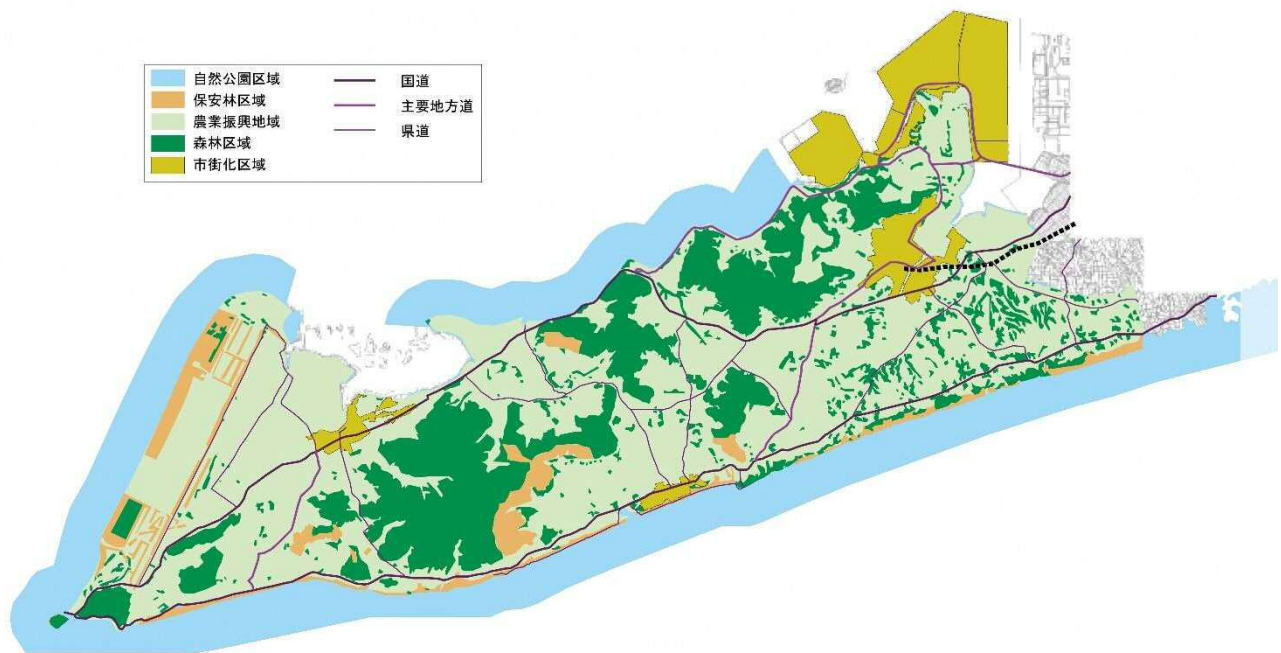 自然公園区域
保安林区域
農業振興地域
森林区域
市街化区域
国道
主要地方道
県道